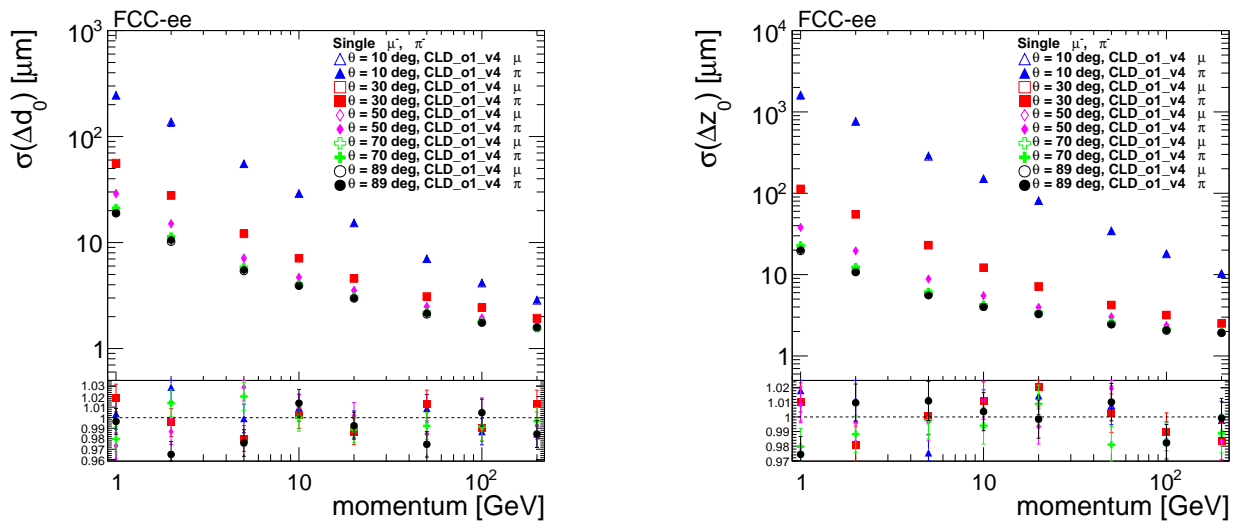 FCC-ee
σ(Δd₀) [μm]
10³
10²
10
1
Single μ⁻, π⁻
θ = 10 deg, CLD_o1_v4 μ
θ = 10 deg, CLD_o1_v4 π
θ = 30 deg, CLD_o1_v4 μ
θ = 30 deg, CLD_o1_v4 π
θ = 50 deg, CLD_o1_v4 μ
θ = 50 deg, CLD_o1_v4 π
θ = 70 deg, CLD_o1_v4 μ
θ = 70 deg, CLD_o1_v4 π
θ = 89 deg, CLD_o1_v4 μ
θ = 89 deg, CLD_o1_v4 π
1.03
1.01
1.01
0.99
0.98
0.97
0.96
1 10 10²
momentum [GeV]
FCC-ee
σ(Δz₀) [μm]
10⁴
10³
10²
10
1
Single μ⁻, π⁻
θ = 10 deg, CLD_o1_v4 μ
θ = 10 deg, CLD_o1_v4 π
θ = 30 deg, CLD_o1_v4 μ
θ = 30 deg, CLD_o1_v4 π
θ = 50 deg, CLD_o1_v4 μ
θ = 50 deg, CLD_o1_v4 π
θ = 70 deg, CLD_o1_v4 μ
θ = 70 deg, CLD_o1_v4 π
θ = 89 deg, CLD_o1_v4 μ
θ = 89 deg, CLD_o1_v4 π
1.02
1.01
1
0.99
0.98
0.97
1 10 10²
momentum [GeV]